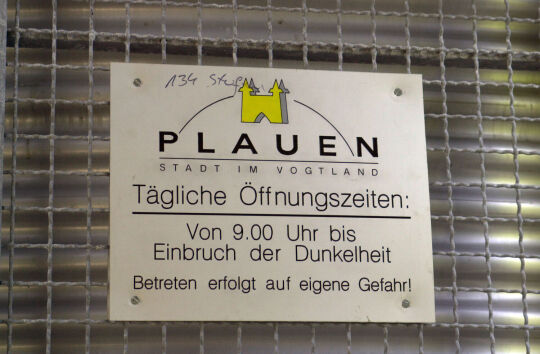 134
PLAUEN
STADT IM VOGTLAND
Tägliche Öffnungszeiten:
Von 9.00 Uhr bis
Einbruch der Dunkelheit
Betreten erfolgt auf eigene Gefahr!